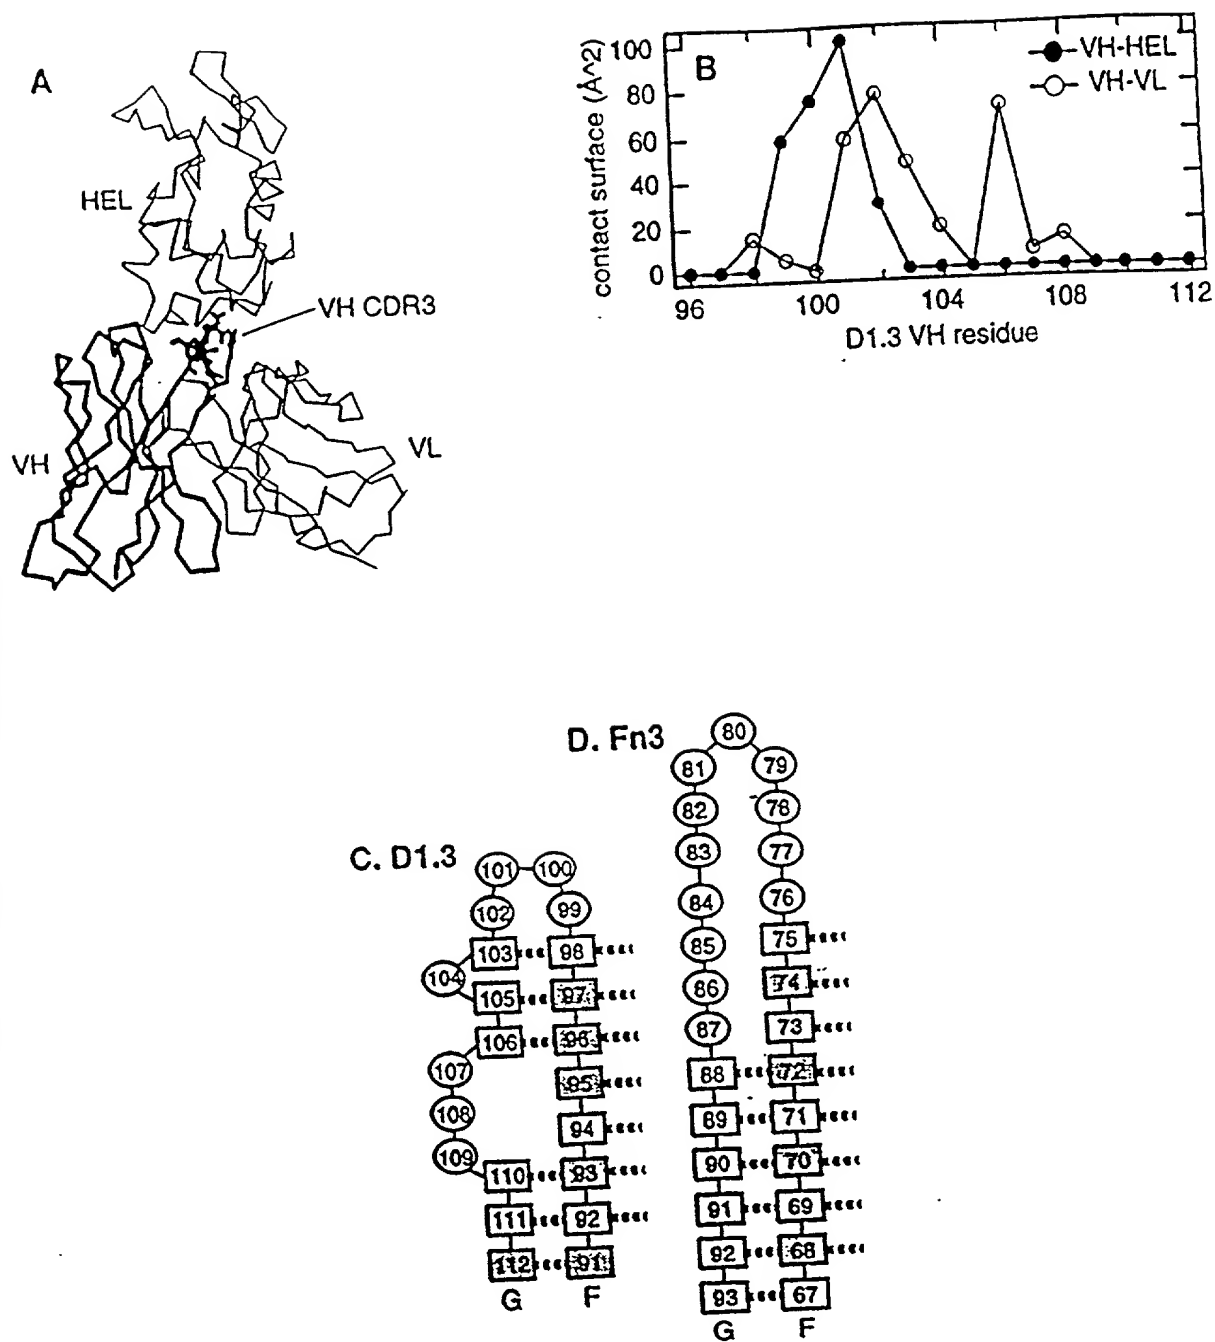 A
HEL
VH CDR3
VH
VL
B
VH-HEL
VH-VL
contact surface (Å^2)
100
80
60
40
20
0
96 100 104 108 112
D1.3 VH residue
C. D1.3
101 100
102 99
103 98
104
105 97
106 96
107
95
108
94
109
110 93
111 92
112 91
G F
D. Fn3
80
81 79
82 78
83 77
84 76
85 75
86 74
87 73
88 72
89 71
90 70
91 69
92 68
93 67
G F